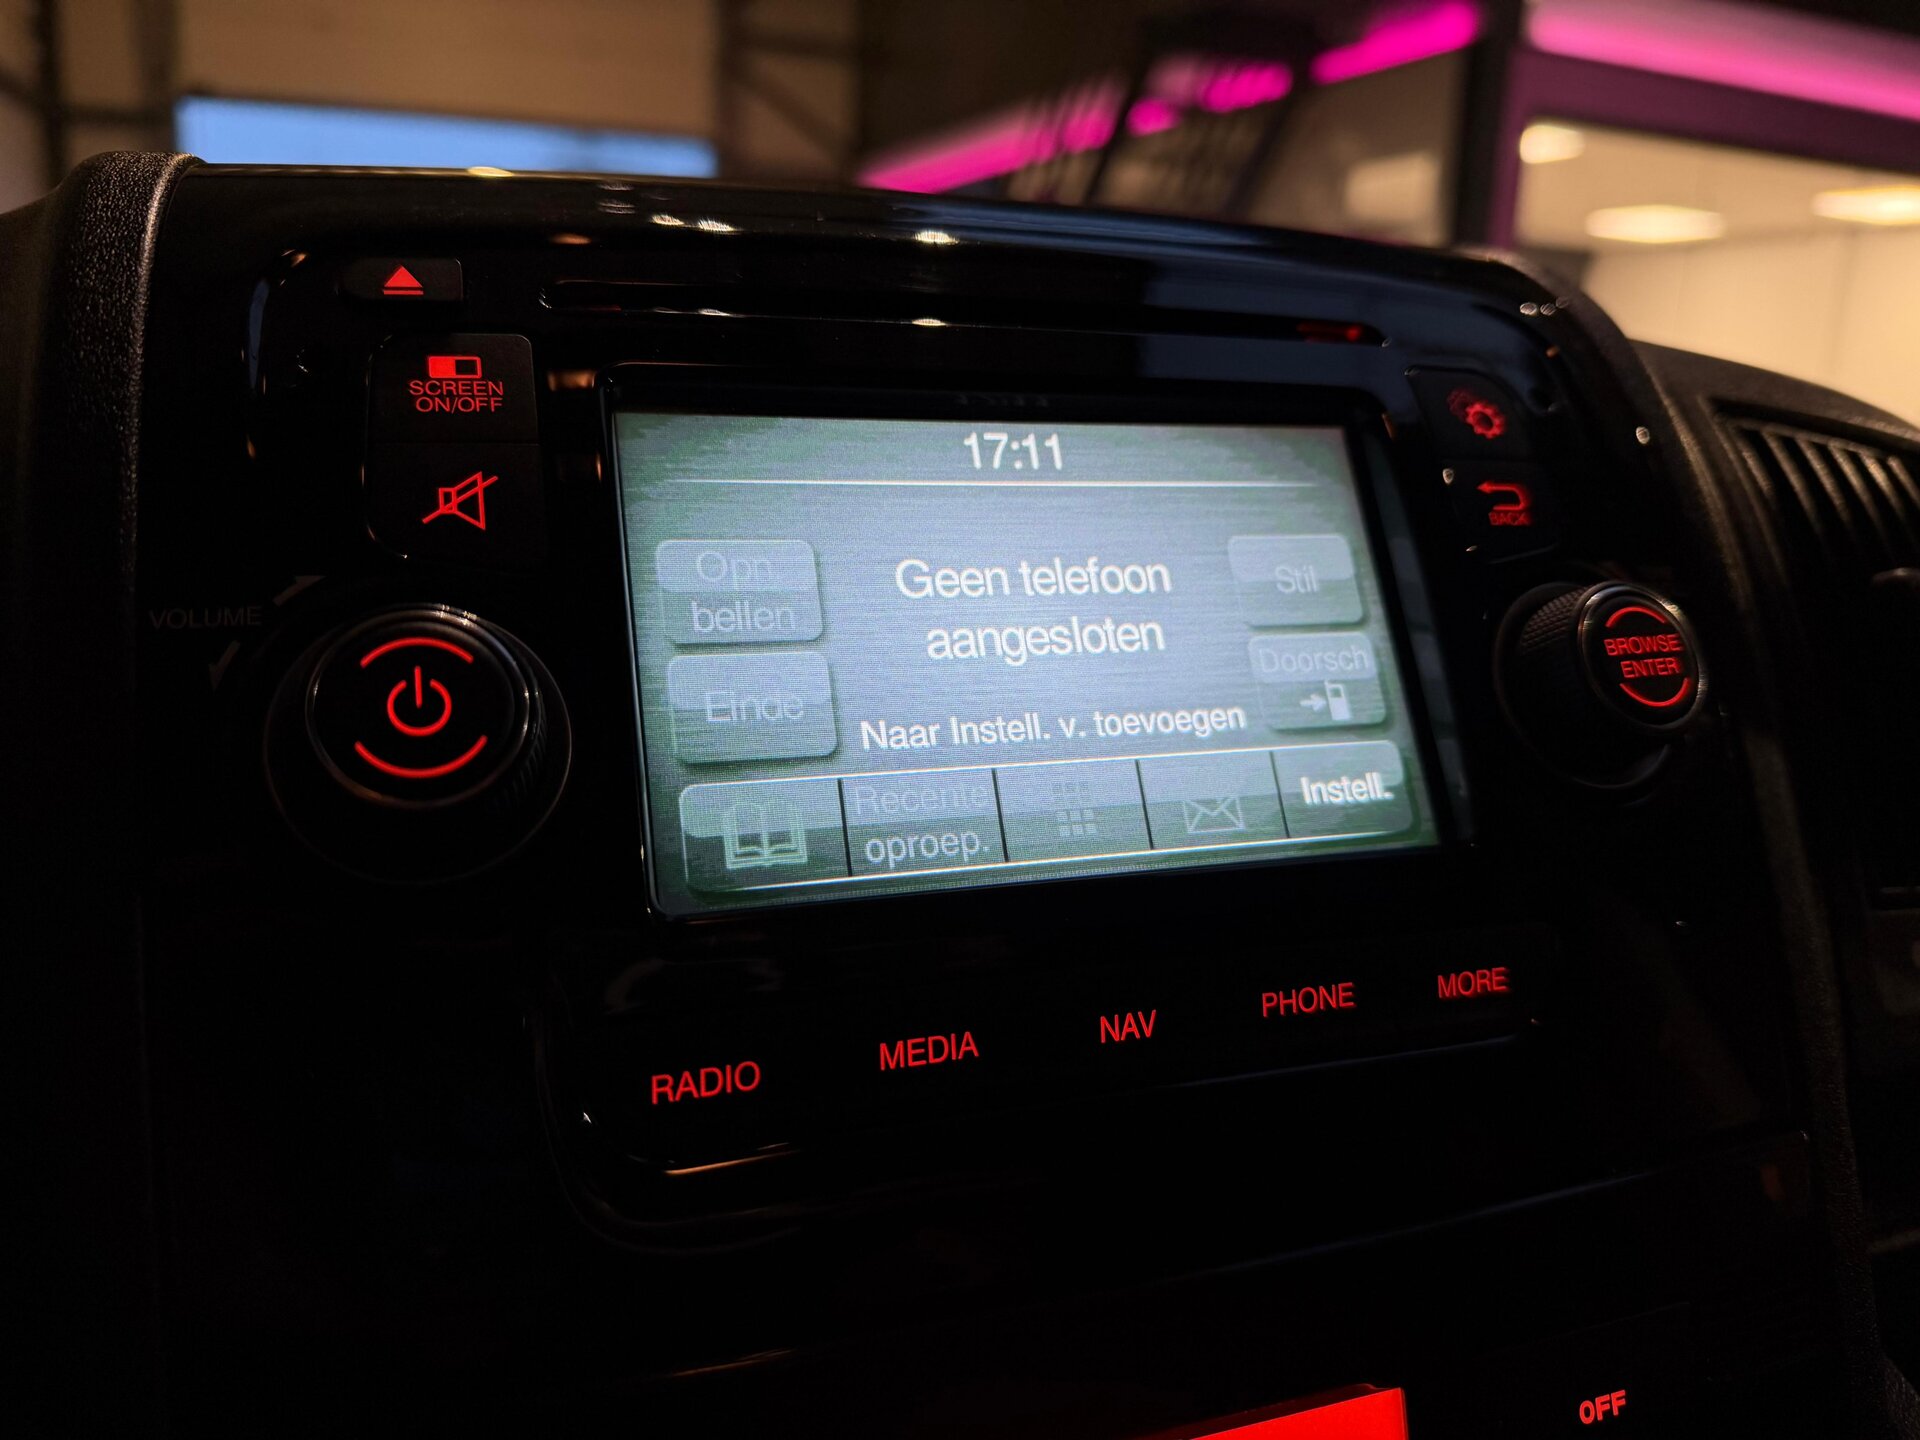 SCREEN
ON/OFF
VOLUME
17:11
Opn.
bellen
Geen telefoon
aangesloten
Stil
Doorsch
Einde
Naar Instell. v. toevoegen
Recente
oproep.
Instell.
BACK
BROWSE
ENTER
RADIO
MEDIA
NAV
PHONE
MORE
OFF